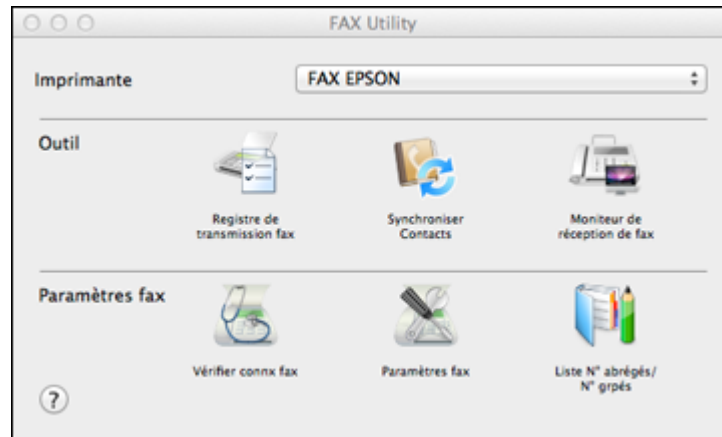 FAX Utility
Imprimante
FAX EPSON
Outil
Registre de
transmission fax
Synchroniser
Contacts
Moniteur de
réception de fax
Paramètres fax
Vérifier connx fax
Paramètres fax
Liste N° abrégés/
N° grpés
?